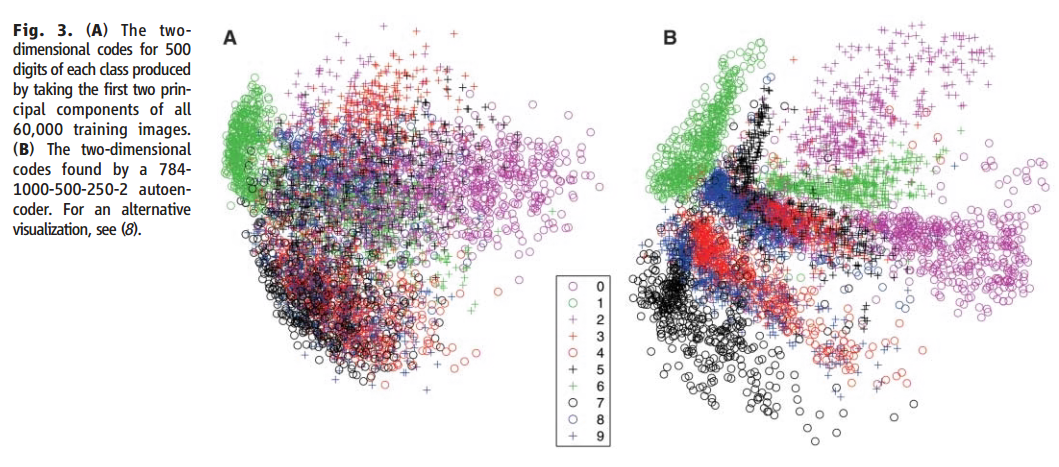 Fig. 3. (A) The two-
dimensional codes for 500
digits of each class produced
by taking the first two prin-
cipal components of all
60,000 training images.
(B) The two-dimensional
codes found by a 784-
1000-500-250-2 autoen-
coder. For an alternative
visualization, see (8).
A
B
0
1
2
3
4
5
6
7
8
9